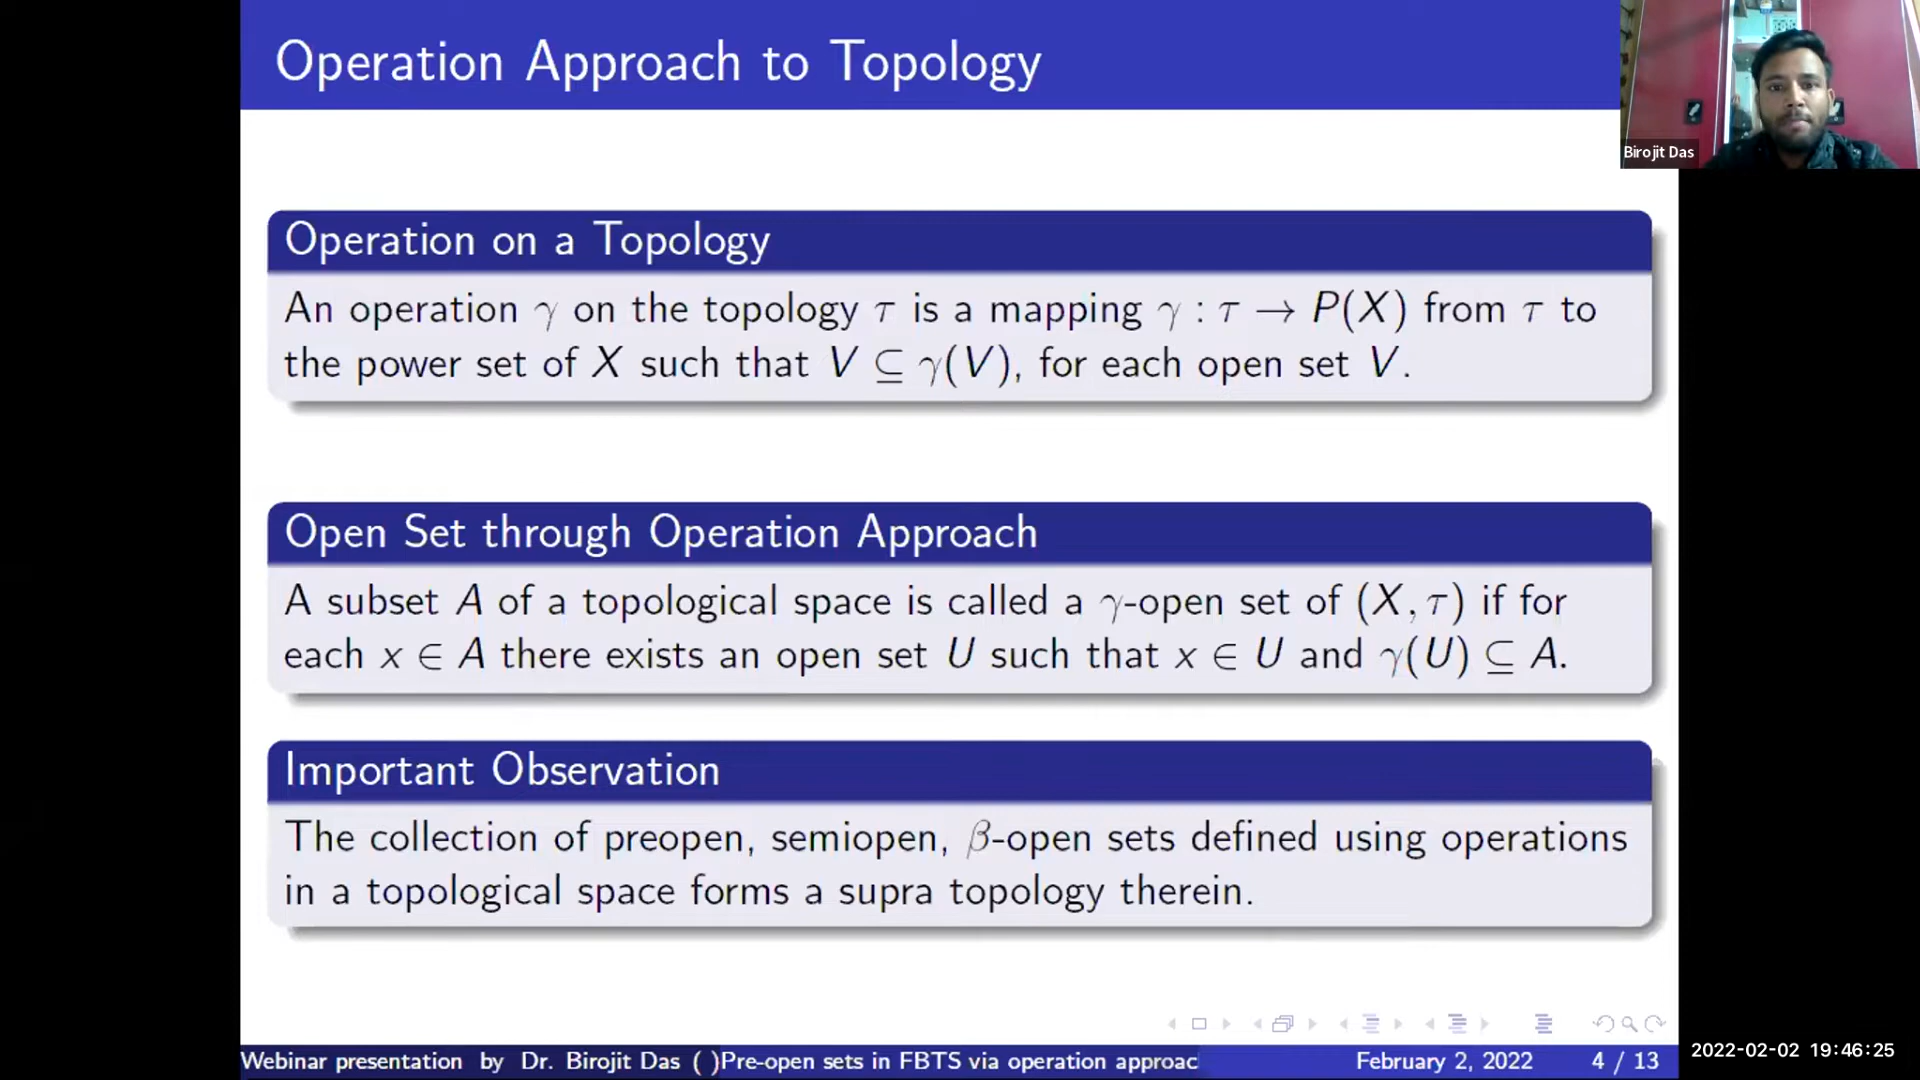 Operation Approach to Topology
Birojit Das
Operation on a Topology
An operation γ on the topology τ is a mapping γ : τ → P(X) from τ to
the power set of X such that V ⊆ γ(V), for each open set V.
Open Set through Operation Approach
A subset A of a topological space is called a γ-open set of (X, τ) if for
each x ∈ A there exists an open set U such that x ∈ U and γ(U) ⊆ A.
Important Observation
The collection of preopen, semiopen, β-open sets defined using operations
in a topological space forms a supra topology therein.
Webinar presentation by Dr. Birojit Das ( ) Pre-open sets in FBTS via operation approac February 2, 2022 4 / 13
2022-02-02 19:46:25